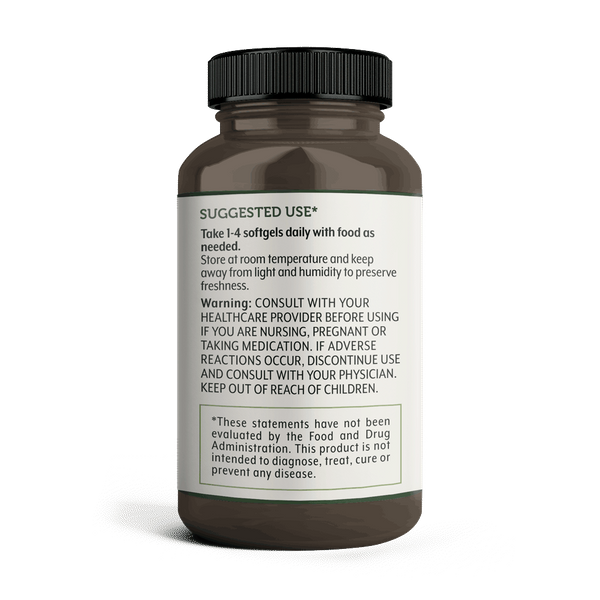 SUGGESTED USE*
Take 1-4 softgels daily with food as
needed.
Store at room temperature and keep
away from light and humidity to preserve
freshness.
Warning: CONSULT WITH YOUR
HEALTHCARE PROVIDER BEFORE USING
IF YOU ARE NURSING, PREGNANT OR
TAKING MEDICATION. IF ADVERSE
REACTIONS OCCUR, DISCONTINUE USE
AND CONSULT WITH YOUR PHYSICIAN.
KEEP OUT OF REACH OF CHILDREN.
*These statements have not been
evaluated by the Food and Drug
Administration. This product is not
intended to diagnose, treat, cure or
prevent any disease.